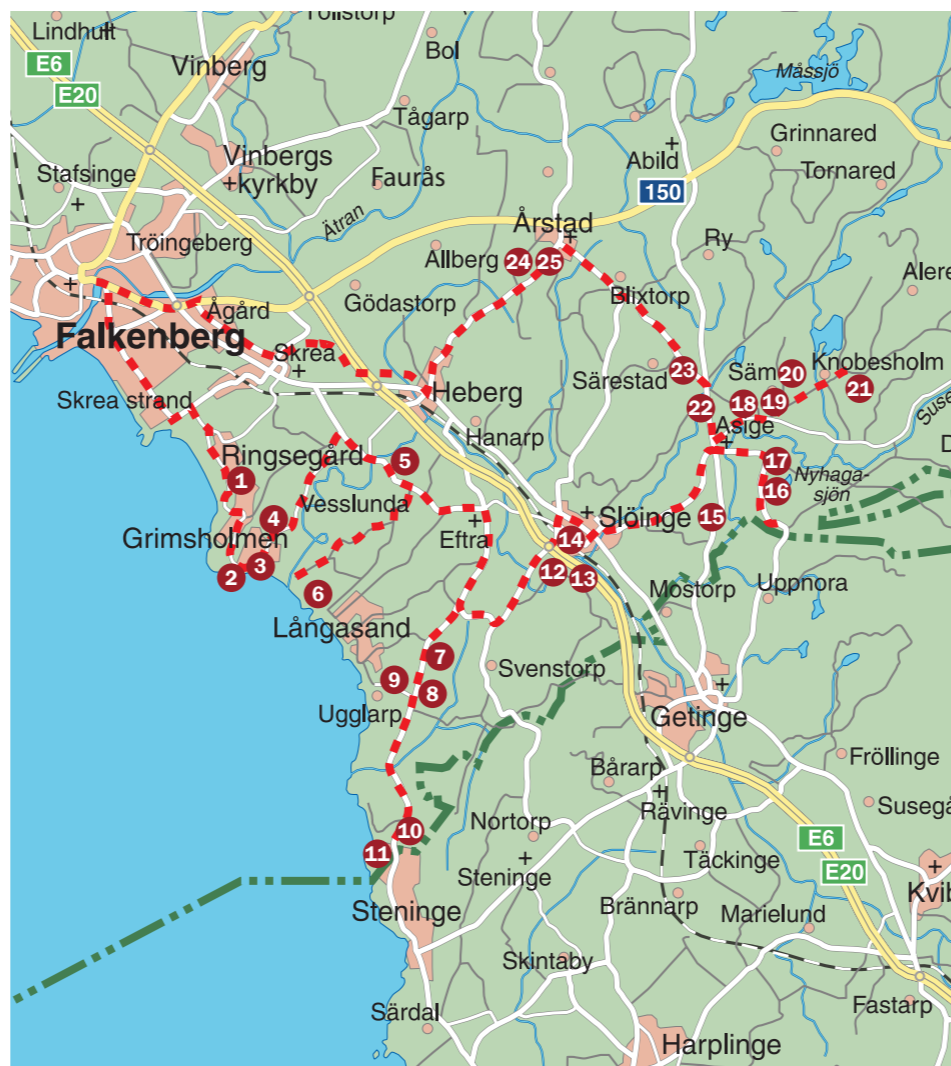 Lindhult
Töllstorp
Bol
E6
E20
Vinberg
Måssjö
Tågarp
Grinnared
Vinbergs
kyrkby
Abild
Tornared
Stafsinge
Faurås
150
Ätran
Årstad
Tröingeberg
Allberg
24
25
Ry
Blixtorp
Gödastorp
Ågård
Falkenberg
Skrea
Särestad
23
Säm
20
Knobesholm
21
Heberg
Skrea strand
22
18
19
Hanarp
Asige
Ringsegård
5
17
Nyhaga-
sjön
1
16
Vesslunda
4
Slöinge
15
Grimsholmen
Eftra
14
2
3
12
13
6
Mostorp
Uppnora
Långasand
7
Svenstorp
9
8
Ugglarp
Getinge
Fröllinge
Bårarp
Rävinge
10
Nortorp
E6
E20
11
Täckinge
Steninge
Steninge
Brännarp
Marielund
Skintaby
Särdal
Fastarp
Harplinge